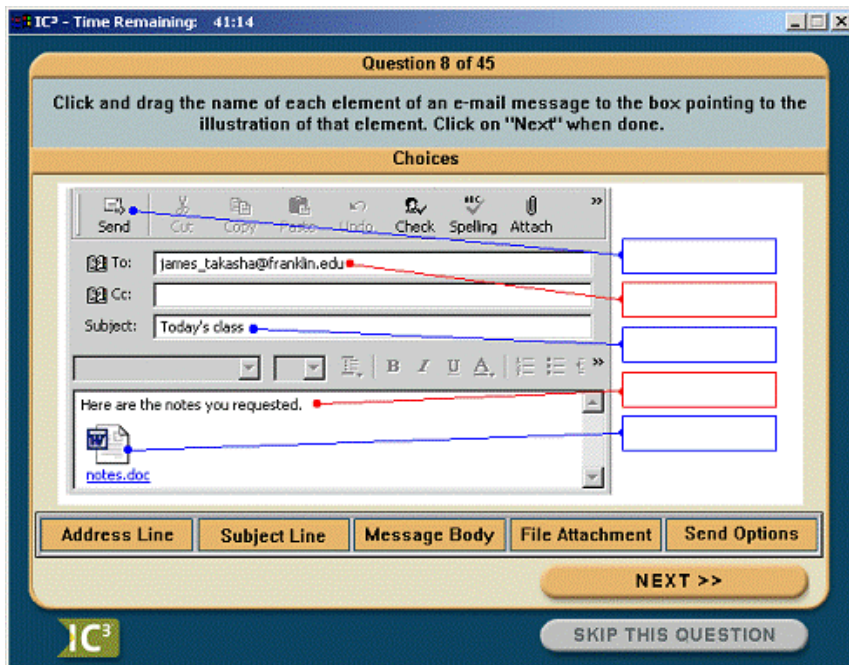 IC³ - Time Remaining: 41:14
Question 8 of 45
Click and drag the name of each element of an e-mail message to the box pointing to the
illustration of that element. Click on "Next" when done.
Choices
Send Cut Copy Paste Undo Check Spelling Attach »
To: james_takasha@franklin.edu
Cc:
Subject: Today's class
B I U A »
Here are the notes you requested.
W
notes.doc
Address Line Subject Line Message Body File Attachment Send Options
NEXT >>
IC³ SKIP THIS QUESTION